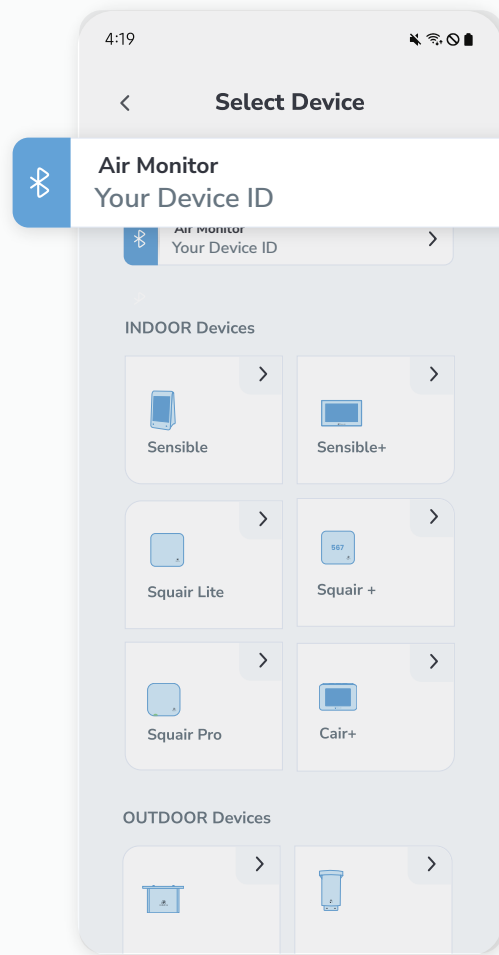 4:19
Select Device
Air Monitor
Your Device ID
Air Monitor
Your Device ID
INDOOR Devices
Sensible
Sensible+
567
Squair Lite
Squair +
Squair Pro
Cair+
OUTDOOR Devices